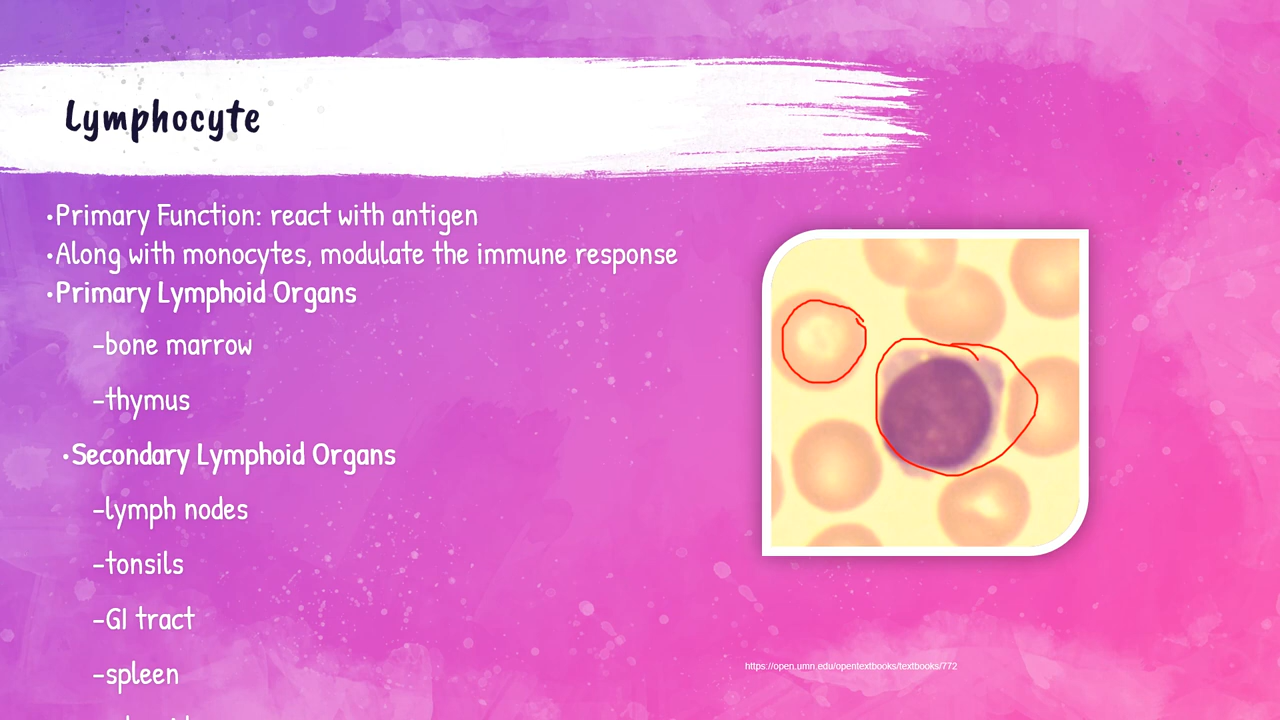 Lymphocyte
•Primary Function: react with antigen
•Along with monocytes, modulate the immune response
•Primary Lymphoid Organs
–bone marrow
–thymus
•Secondary Lymphoid Organs
–lymph nodes
–tonsils
–GI tract
–spleen
https://open.umn.edu/opentextbooks/textbooks/772